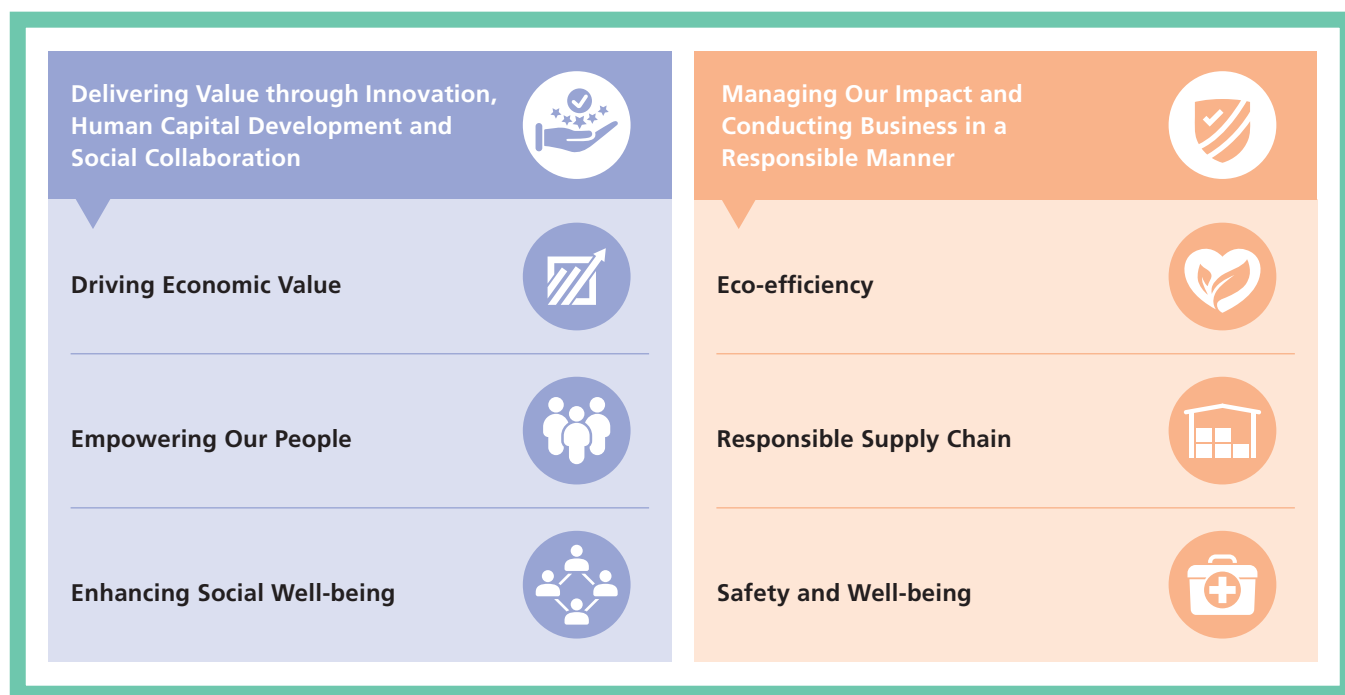 Delivering Value through Innovation,
Human Capital Development and
Social Collaboration
Driving Economic Value
Empowering Our People
Enhancing Social Well-being
Managing Our Impact and
Conducting Business in a
Responsible Manner
Eco-efficiency
Responsible Supply Chain
Safety and Well-being